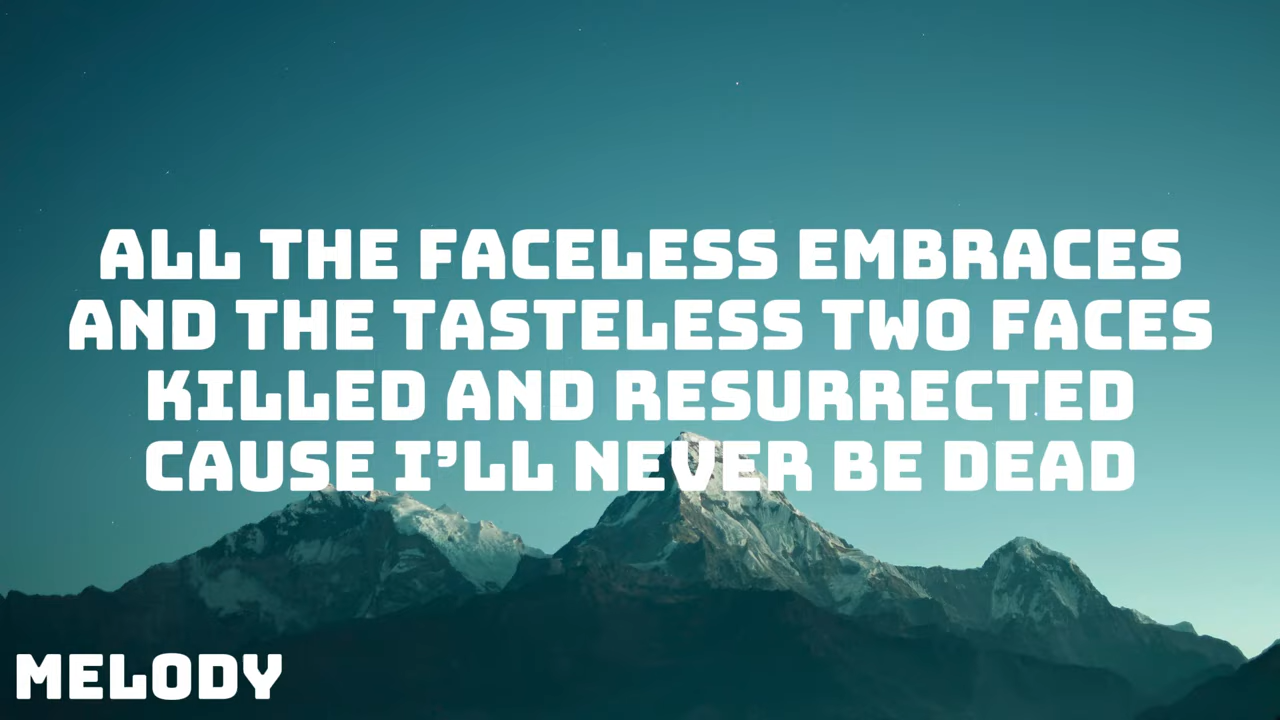 ALL THE FACELESS EMBRACES
AND THE TASTELESS TWO FACES
KILLED AND RESURRECTED
CAUSE I'LL NEVER BE DEAD
MELODY